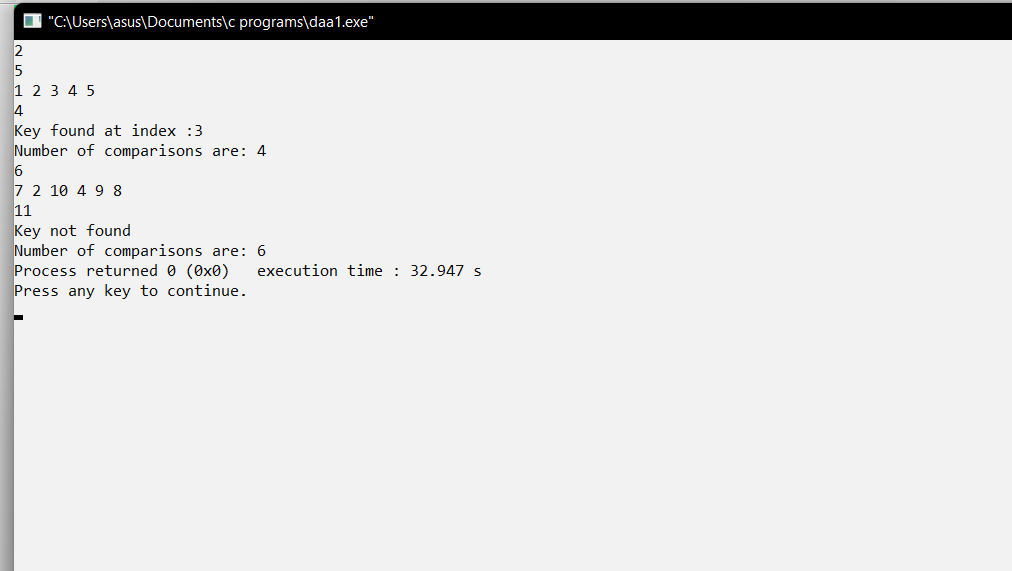 "C:\Users\asus\Documents\c programs\daa1.exe"
2
5
1 2 3 4 5
4
Key found at index :3
Number of comparisons are: 4
6
7 2 10 4 9 8
11
Key not found
Number of comparisons are: 6
Process returned 0 (0x0)   execution time : 32.947 s
Press any key to continue.